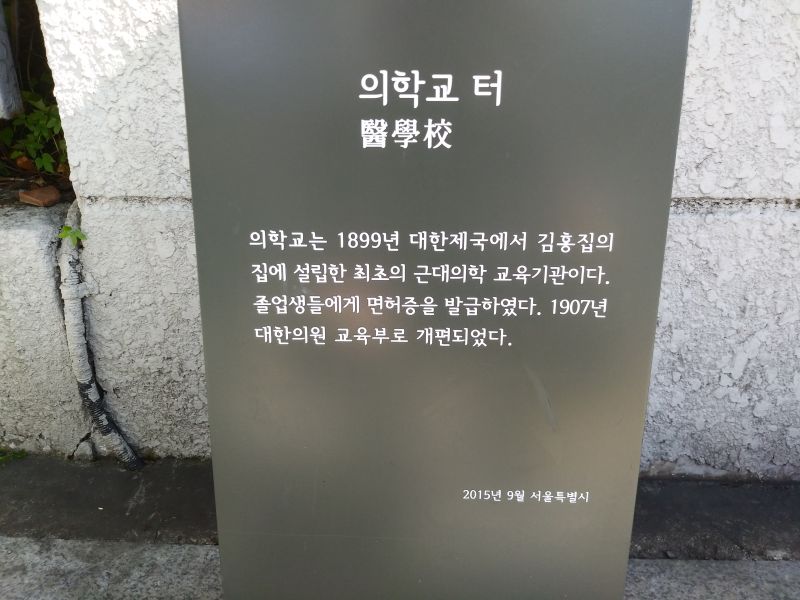 의학교 터
醫學校
의학교는 1899년 대한제국에서 김홍집의
집에 설립한 최초의 근대의학 교육기관이다.
졸업생들에게 면허증을 발급하였다. 1907년
대한의원 교육부로 개편되었다.
2015년 9월 서울특별시